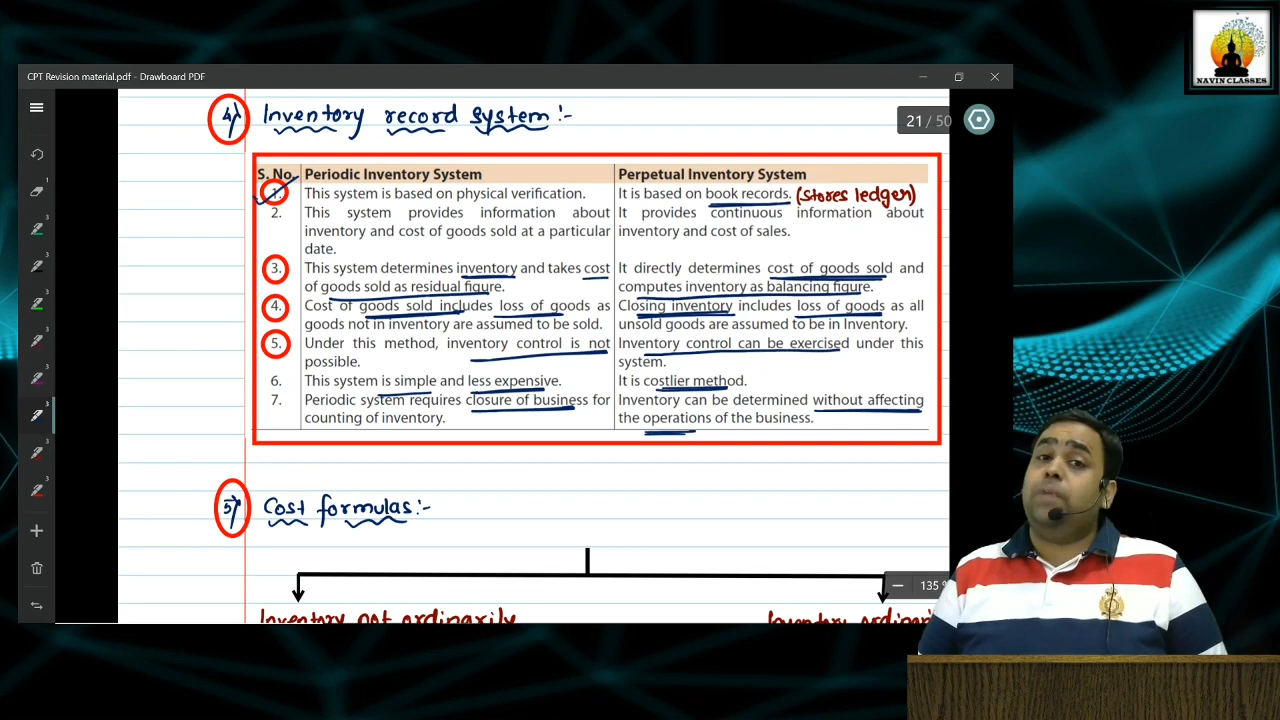 NAVIN CLASSES
CPT Revision material.pdf - Drawboard PDF
4) Inventory record system :-
21 / 50
S. No. Periodic Inventory System Perpetual Inventory System
1. This system is based on physical verification. It is based on book records. (Stores ledger)
2. This system provides information about inventory and cost of goods sold at a particular date. It provides continuous information about inventory and cost of sales.
3. This system determines inventory and takes cost of goods sold as residual figure. It directly determines cost of goods sold and computes inventory as balancing figure.
4. Cost of goods sold includes loss of goods as goods not in inventory are assumed to be sold. Closing inventory includes loss of goods as all unsold goods are assumed to be in Inventory.
5. Under this method, inventory control is not possible. Inventory control can be exercised under this system.
6. This system is simple and less expensive. It is costlier method.
7. Periodic system requires closure of business for counting of inventory. Inventory can be determined without affecting the operations of the business.
5) Cost formulas :-
135 %
Inventory not ordinarily